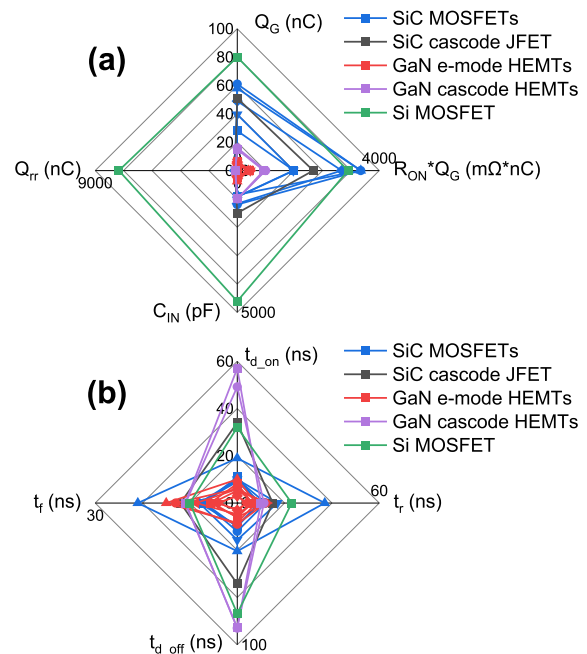 100
Q_G (nC)
(a)
80
60
40
20
0
SiC MOSFETs
SiC cascode JFET
GaN e-mode HEMTs
GaN cascode HEMTs
Si MOSFET
Q_rr (nC)
9000
4000
R_ON*Q_G (mΩ*nC)
C_IN (pF)
5000
60
t_d_on (ns)
(b)
40
20
0
SiC MOSFETs
SiC cascode JFET
GaN e-mode HEMTs
GaN cascode HEMTs
Si MOSFET
t_f (ns)
30
60
t_r (ns)
t_d_off (ns)
100